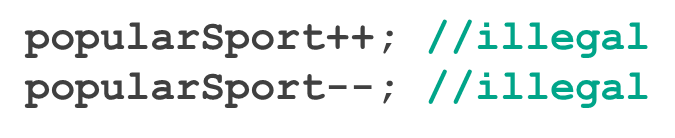 popularSport++; //illegal
popularSport--; //illegal